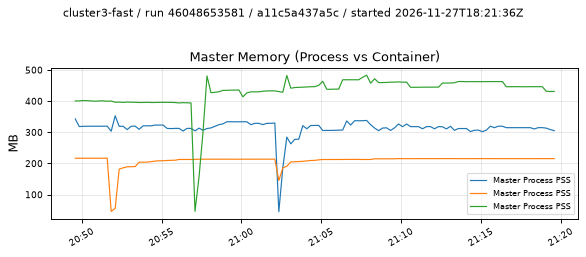 cluster3-fast / run 46048653581 / a11c5a437a5c / started 2026-11-27T18:21:36Z
Master Memory (Process vs Container)
MB
500
400
300
200
100
20:50
20:55
21:00
21:05
21:10
21:15
21:20
Master Process PSS
Master Process PSS
Master Process PSS